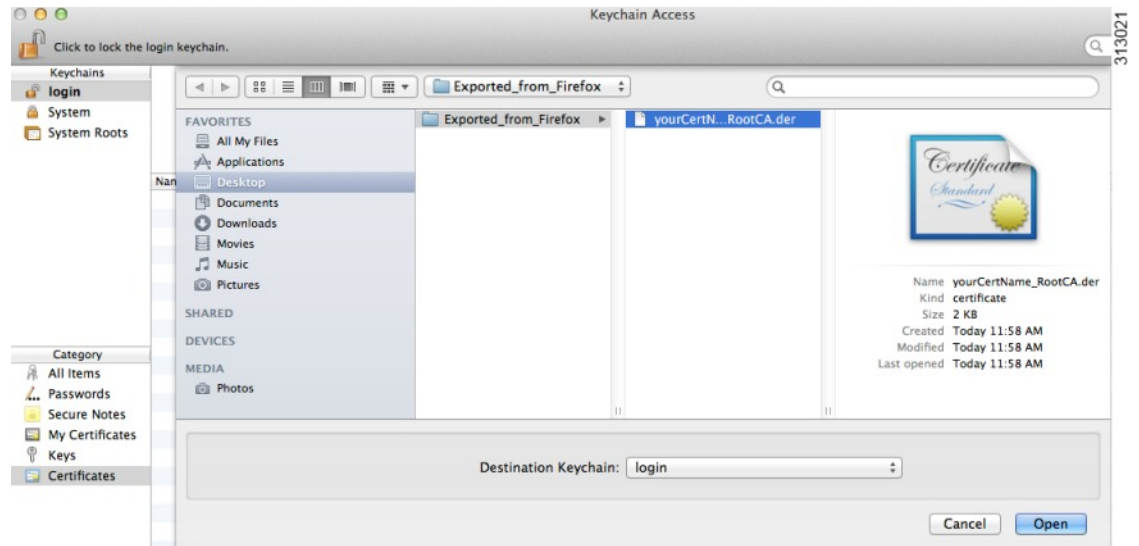 Keychain Access
Click to lock the login keychain.
313021
Keychains
login
System
System Roots
Nan
Exported_from_Firefox
FAVORITES
All My Files
Applications
Desktop
Documents
Downloads
Movies
Music
Pictures
SHARED
DEVICES
MEDIA
Photos
Exported_from_Firefox
yourCertN...RootCA.der
Certificate
Standard
Name yourCertName_RootCA.der
Kind certificate
Size 2 KB
Created Today 11:58 AM
Modified Today 11:58 AM
Last opened Today 11:58 AM
Category
All Items
Passwords
Secure Notes
My Certificates
Keys
Certificates
Destination Keychain: login
Cancel Open